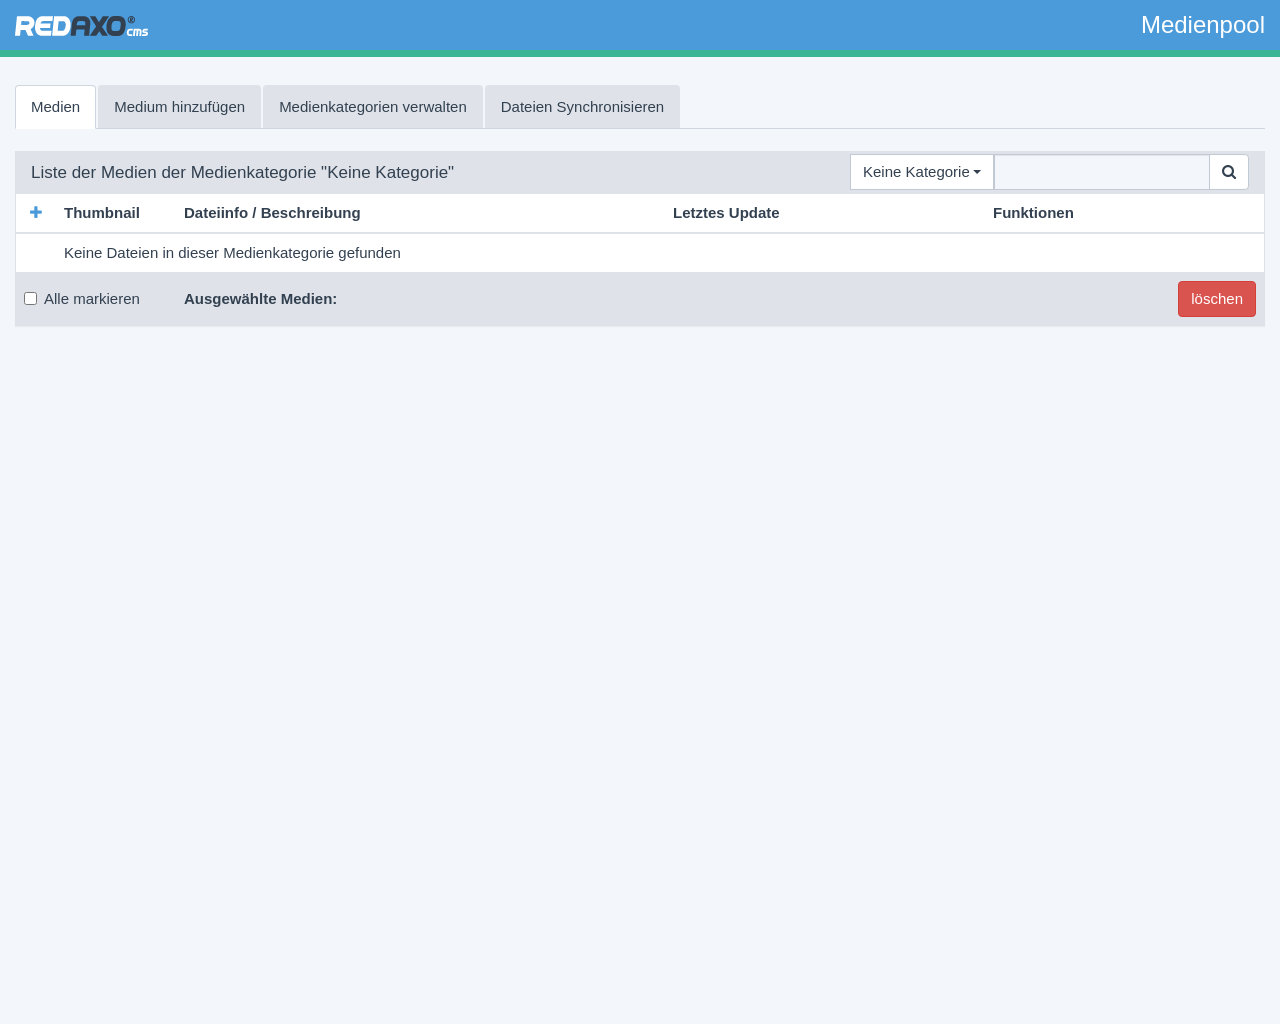 REDAXO® cms
Medienpool
Medien Medium hinzufügen Medienkategorien verwalten Dateien Synchronisieren
Liste der Medien der Medienkategorie "Keine Kategorie" Keine Kategorie
Thumbnail Dateiinfo / Beschreibung Letztes Update Funktionen
Keine Dateien in dieser Medienkategorie gefunden
Alle markieren Ausgewählte Medien: löschen